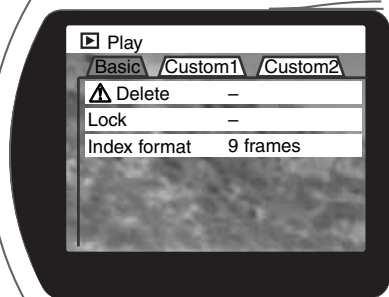 Play
Basic Custom1 Custom2
Delete –
Lock –
Index format 9 frames